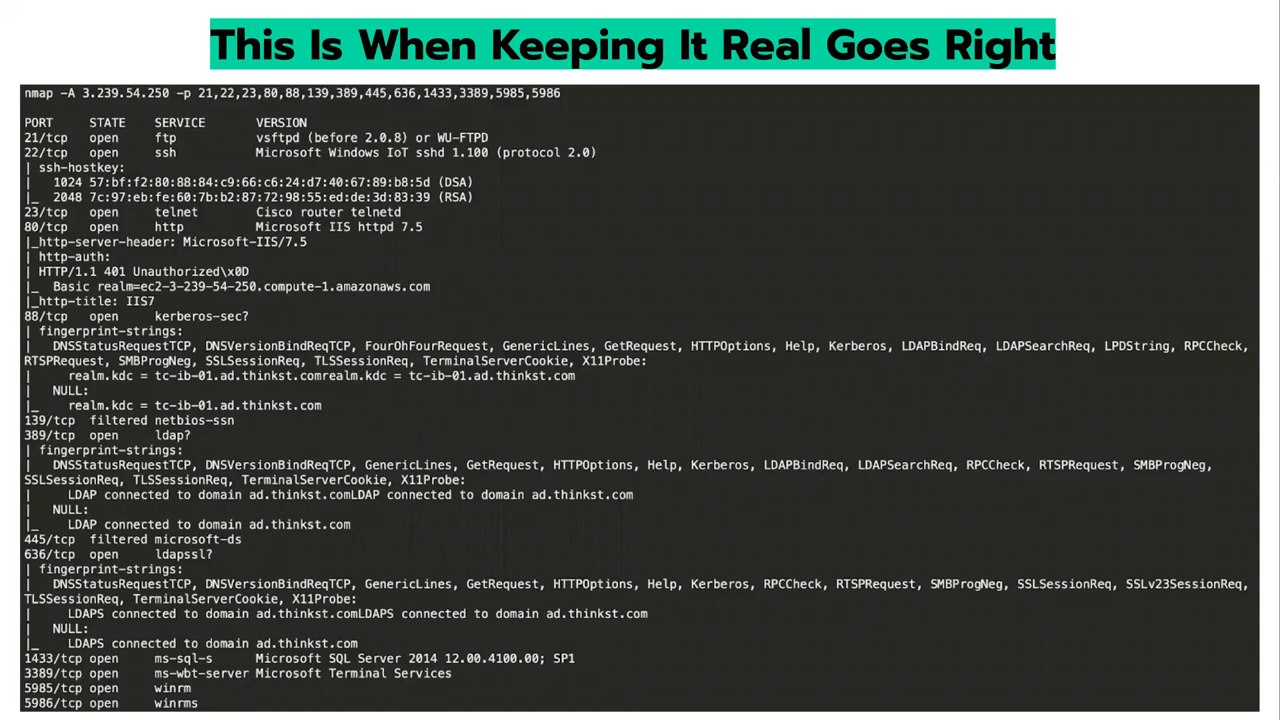 This Is When Keeping It Real Goes Right
nmap -A 3.239.54.250 -p 21,22,23,80,88,139,389,445,636,1433,3389,5985,5986
PORT STATE SERVICE VERSION
21/tcp open ftp vsftpd (before 2.0.8) or WU-FTPD
22/tcp open ssh Microsoft Windows IoT sshd 1.100 (protocol 2.0)
| ssh-hostkey:
| 1024 57:bf:f2:80:88:84:c9:66:c6:24:d7:40:67:89:b8:5d (DSA)
|_ 2048 7c:97:eb:fe:60:7b:b2:87:72:98:55:ed:de:3d:83:39 (RSA)
23/tcp open telnet Cisco router telnetd
80/tcp open http Microsoft IIS httpd 7.5
|_http-server-header: Microsoft-IIS/7.5
| http-auth:
| HTTP/1.1 401 Unauthorized\x0D
|_ Basic realm=ec2-3-239-54-250.compute-1.amazonaws.com
|_http-title: IIS7
88/tcp open kerberos-sec?
| fingerprint-strings:
| DNSStatusRequestTCP, DNSVersionBindReqTCP, FourOhFourRequest, GenericLines, GetRequest, HTTPOptions, Help, Kerberos, LDAPBindReq, LDAPSearchReq, LPDString, RPCCheck,
RTSPRequest, SMBProgNeg, SSLSessionReq, TLSSessionReq, TerminalServerCookie, X11Probe:
| realm.kdc = tc-ib-01.ad.thinkst.comrealm.kdc = tc-ib-01.ad.thinkst.com
| NULL:
|_ realm.kdc = tc-ib-01.ad.thinkst.com
139/tcp filtered netbios-ssn
389/tcp open ldap?
| fingerprint-strings:
| DNSStatusRequestTCP, DNSVersionBindReqTCP, GenericLines, GetRequest, HTTPOptions, Help, Kerberos, LDAPBindReq, LDAPSearchReq, RPCCheck, RTSPRequest, SMBProgNeg,
SSLSessionReq, TLSSessionReq, TerminalServerCookie, X11Probe:
| LDAP connected to domain ad.thinkst.comLDAP connected to domain ad.thinkst.com
| NULL:
|_ LDAP connected to domain ad.thinkst.com
445/tcp filtered microsoft-ds
636/tcp open ldapssl?
| fingerprint-strings:
| DNSStatusRequestTCP, DNSVersionBindReqTCP, GenericLines, GetRequest, HTTPOptions, Help, Kerberos, RPCCheck, RTSPRequest, SMBProgNeg, SSLSessionReq, SSLv23SessionReq,
TLSSessionReq, TerminalServerCookie, X11Probe:
| LDAPS connected to domain ad.thinkst.comLDAPS connected to domain ad.thinkst.com
| NULL:
|_ LDAPS connected to domain ad.thinkst.com
1433/tcp open ms-sql-s Microsoft SQL Server 2014 12.00.4100.00; SP1
3389/tcp open ms-wbt-server Microsoft Terminal Services
5985/tcp open winrm
5986/tcp open winrms